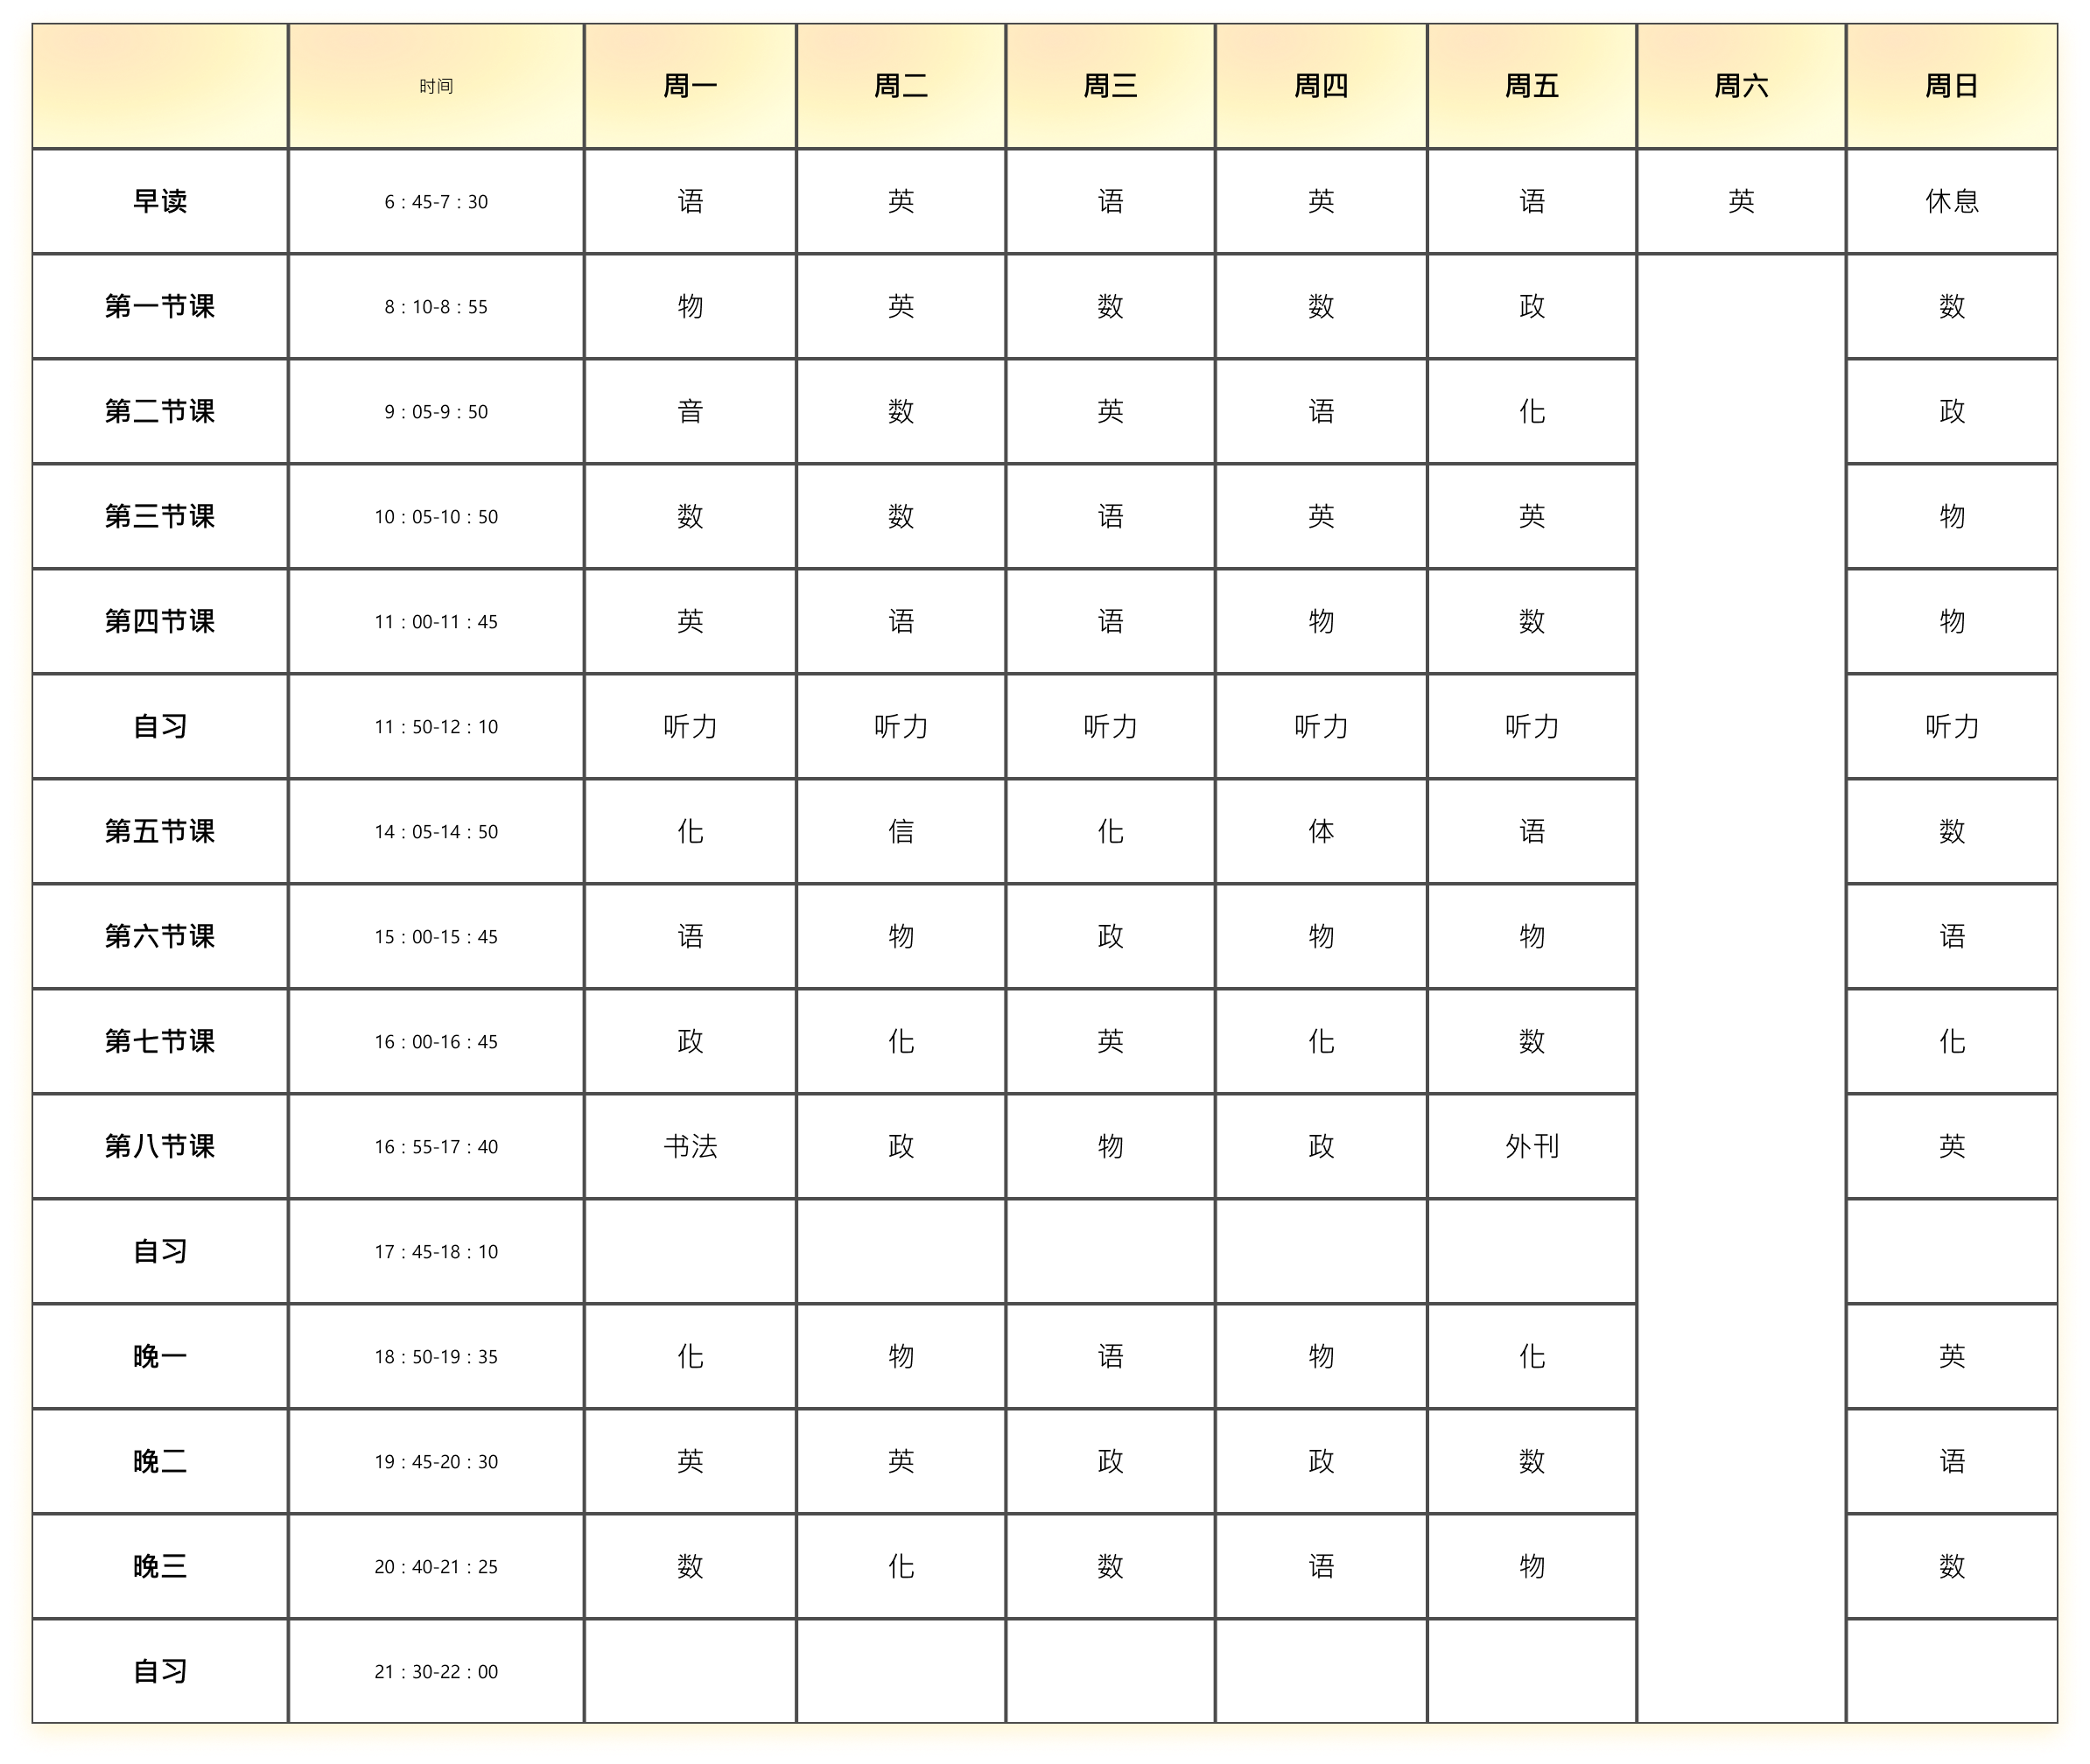 时间 周一 周二 周三 周四 周五 周六 周日
早读 6：45-7：30 语 英 语 英 语 英 休息
第一节课 8：10-8：55 物 英 数 数 政 数
第二节课 9：05-9：50 音 数 英 语 化 政
第三节课 10：05-10：50 数 数 语 英 英 物
第四节课 11：00-11：45 英 语 语 物 数 物
自习 11：50-12：10 听力 听力 听力 听力 听力 听力
第五节课 14：05-14：50 化 信 化 体 语 数
第六节课 15：00-15：45 语 物 政 物 物 语
第七节课 16：00-16：45 政 化 英 化 数 化
第八节课 16：55-17：40 书法 政 物 政 外刊 英
自习 17：45-18：10
晚一 18：50-19：35 化 物 语 物 化 英
晚二 19：45-20：30 英 英 政 政 数 语
晚三 20：40-21：25 数 化 数 语 物 数
自习 21：30-22：00